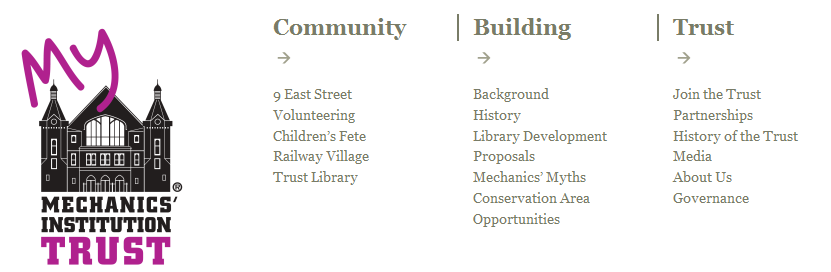 My
MECHANICS'
INSTITUTION
TRUST
®
Community
→
9 East Street
Volunteering
Children's Fete
Railway Village
Trust Library
Building
→
Background
History
Library Development
Proposals
Mechanics' Myths
Conservation Area
Opportunities
Trust
→
Join the Trust
Partnerships
History of the Trust
Media
About Us
Governance